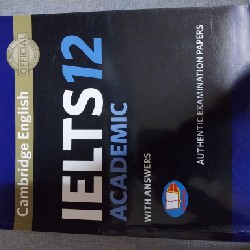 OFFICIAL
Cambridge English
IELTS 12
ACADEMIC
WITH ANSWERS
AUTHENTIC EXAMINATION PAPERS